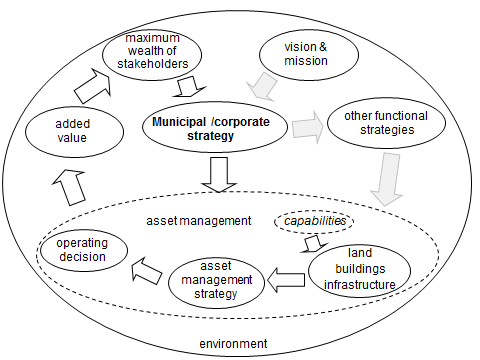 maximum
wealth of
stakeholders
vision &
mission
added
value
Municipal /corporate
strategy
other functional
strategies
asset management
capabilities
operating
decision
land
buildings
infrastructure
asset
management
strategy
environment